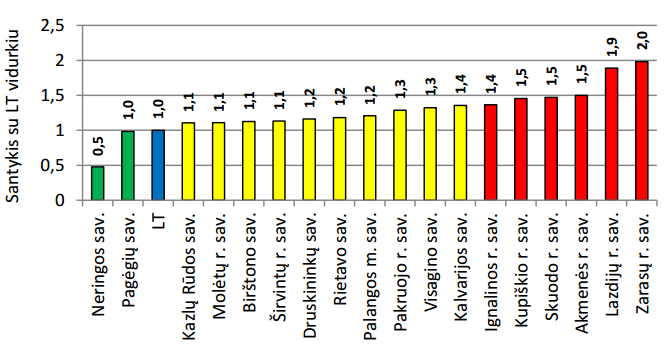 Santykis su LT vidurkiu
2,5
2
1,5
1
0,5
0
0,5
1,0
1,0
1,1
1,1
1,1
1,1
1,2
1,2
1,2
1,3
1,3
1,4
1,4
1,5
1,5
1,5
1,9
2,0
Neringos sav.
Pagėgių sav.
LT
Kazlų Rūdos sav.
Molėtų r. sav.
Birštono sav.
Širvintų r. sav.
Druskininkų sav.
Rietavo sav.
Palangos m. sav.
Pakruojo r. sav.
Visagino sav.
Kalvarijos sav.
Ignalinos r. sav.
Kupiškio r. sav.
Skuodo r. sav.
Akmenės r. sav.
Lazdijų r. sav.
Zarasų r. sav.